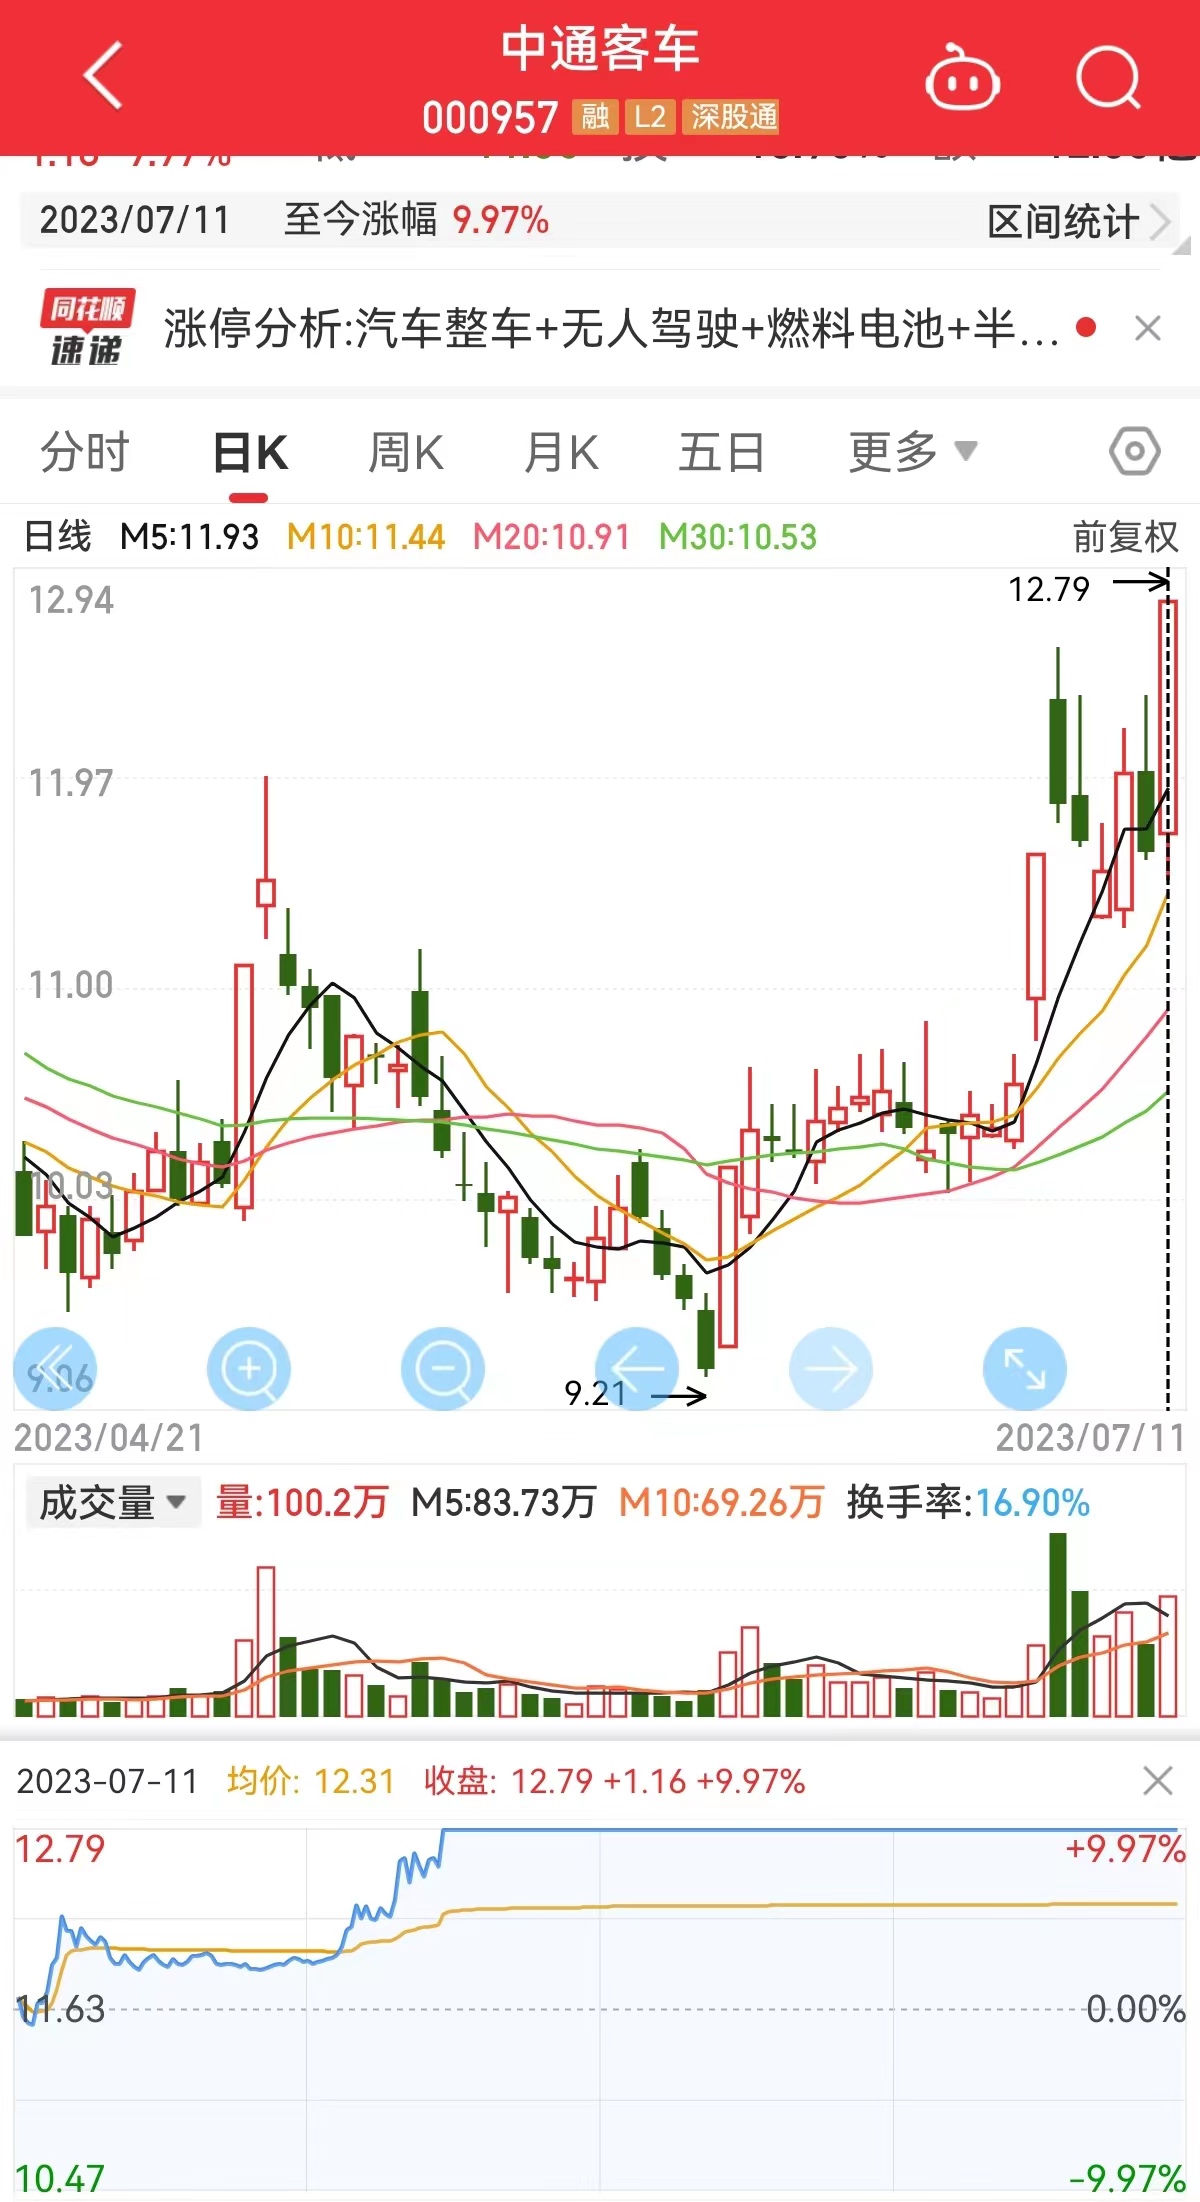 中通客车
000957 融 L2 深股通
2023/07/11 至今涨幅 9.97% 区间统计
同花顺
速递
涨停分析:汽车整车+无人驾驶+燃料电池+半...
分时 日K 周K 月K 五日 更多
日线 M5:11.93 M10:11.44 M20:10.91 M30:10.53 前复权
12.94
12.79
11.97
11.00
10.03
9.06
9.21
2023/04/21 2023/07/11
成交量 量:100.2万 M5:83.73万 M10:69.26万 换手率:16.90%
2023-07-11 均价: 12.31 收盘: 12.79 +1.16 +9.97%
12.79 +9.97%
11.63 0.00%
10.47 -9.97%